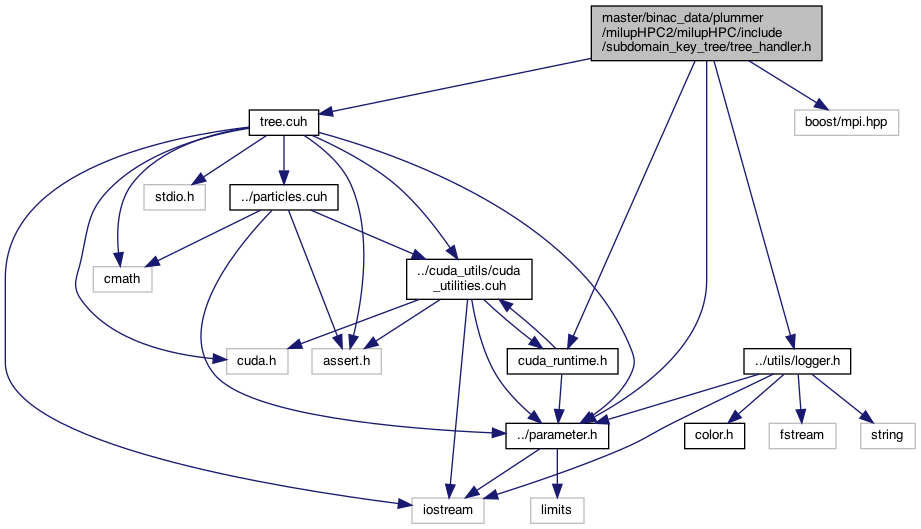 master/binac_data/plummer
/milupHPC2/milupHPC/include
/subdomain_key_tree/tree_handler.h
tree.cuh
boost/mpi.hpp
stdio.h
../particles.cuh
cmath
../cuda_utils/cuda
_utilities.cuh
cuda.h
assert.h
cuda_runtime.h
../utils/logger.h
../parameter.h
color.h
fstream
string
iostream
limits